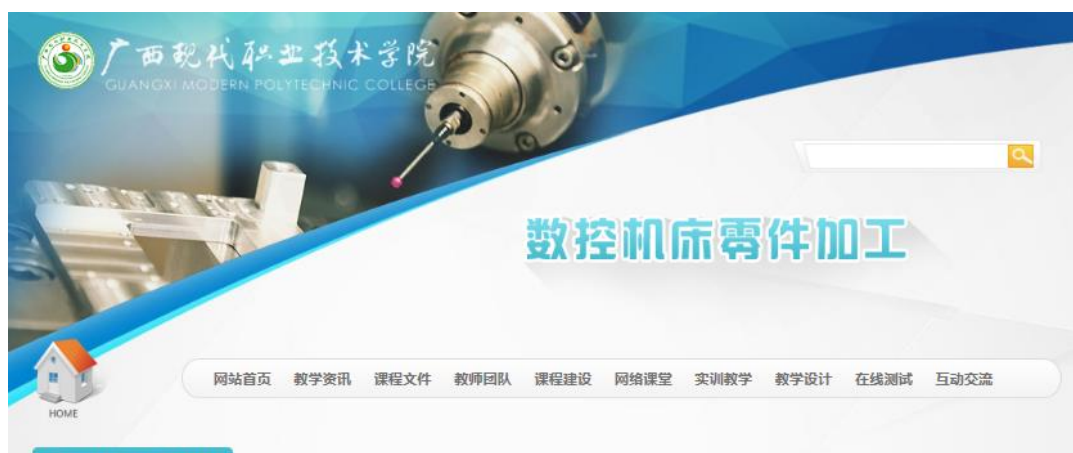 广西现代职业技术学院
GUANGXI MODERN POLYTECHNIC COLLEGE
数控机床零件加工
网站首页 教学资讯 课程文件 教师团队 课程建设 网络课堂 实训教学 教学设计 在线测试 互动交流
HOME